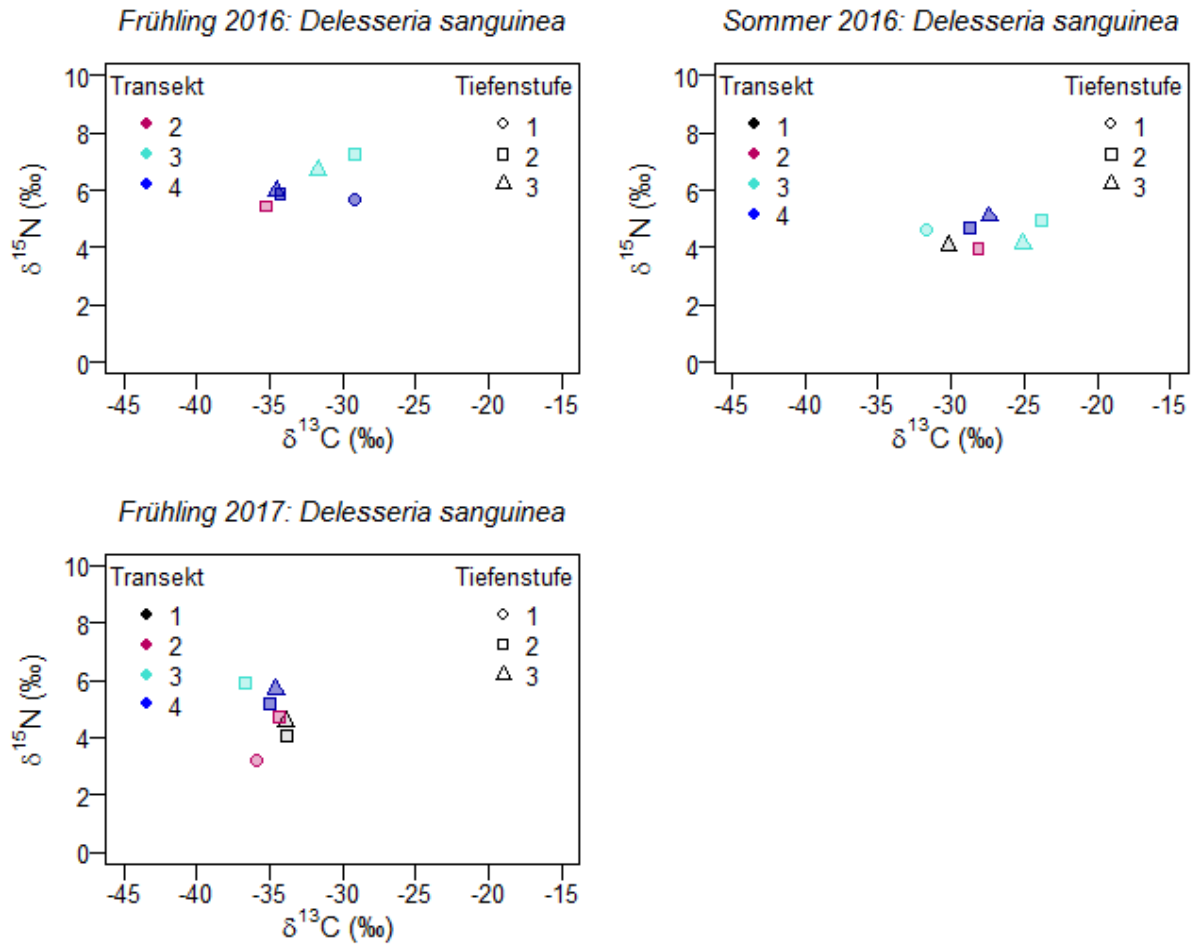 Frühling 2016: Delesseria sanguinea
Transekt
2
3
4
Tiefenstufe
1
2
3
10
8
6
4
2
0
δ¹⁵N (‰)
-45 -40 -35 -30 -25 -20 -15
δ¹³C (‰)
Sommer 2016: Delesseria sanguinea
Transekt
1
2
3
4
Tiefenstufe
1
2
3
10
8
6
4
2
0
δ¹⁵N (‰)
-45 -40 -35 -30 -25 -20 -15
δ¹³C (‰)
Frühling 2017: Delesseria sanguinea
Transekt
1
2
3
4
Tiefenstufe
1
2
3
10
8
6
4
2
0
δ¹⁵N (‰)
-45 -40 -35 -30 -25 -20 -15
δ¹³C (‰)